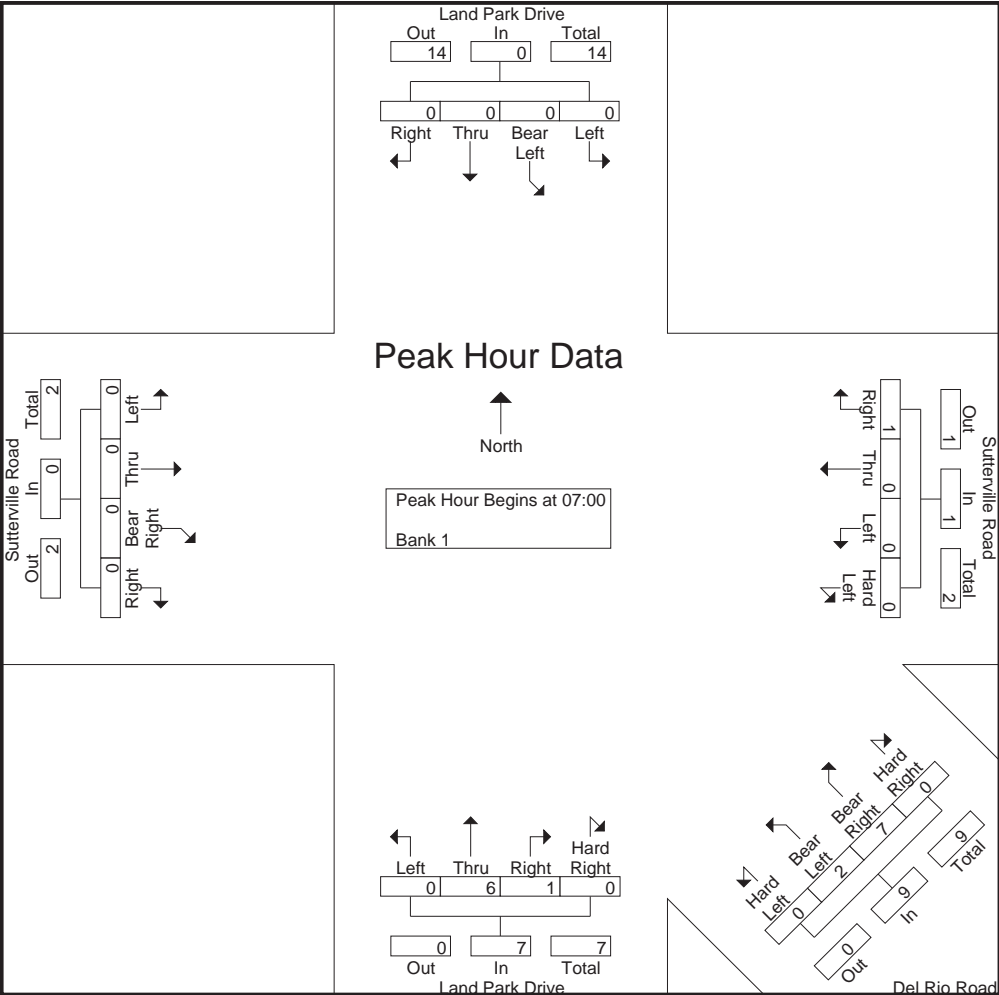 Land Park Drive
Out In Total
14 0 14
0 0 0 0
Right Thru Bear Left Left
Peak Hour Data
North
Peak Hour Begins at 07:00
Bank 1
Sutterville Road
Total In Out
2 0 2
0 0 0 0
Left Thru Bear Right Right
Sutterville Road
Out In Total
1 1 2
1 0 0 0
Right Thru Left Hard Left
Left Thru Right Hard Right
0 6 1 0
0 7 7
Out In Total
Land Park Drive
Hard Left Bear Left Bear Right Hard Right
0 2 7 0
0 9 9
Out In Total
Del Rio Road